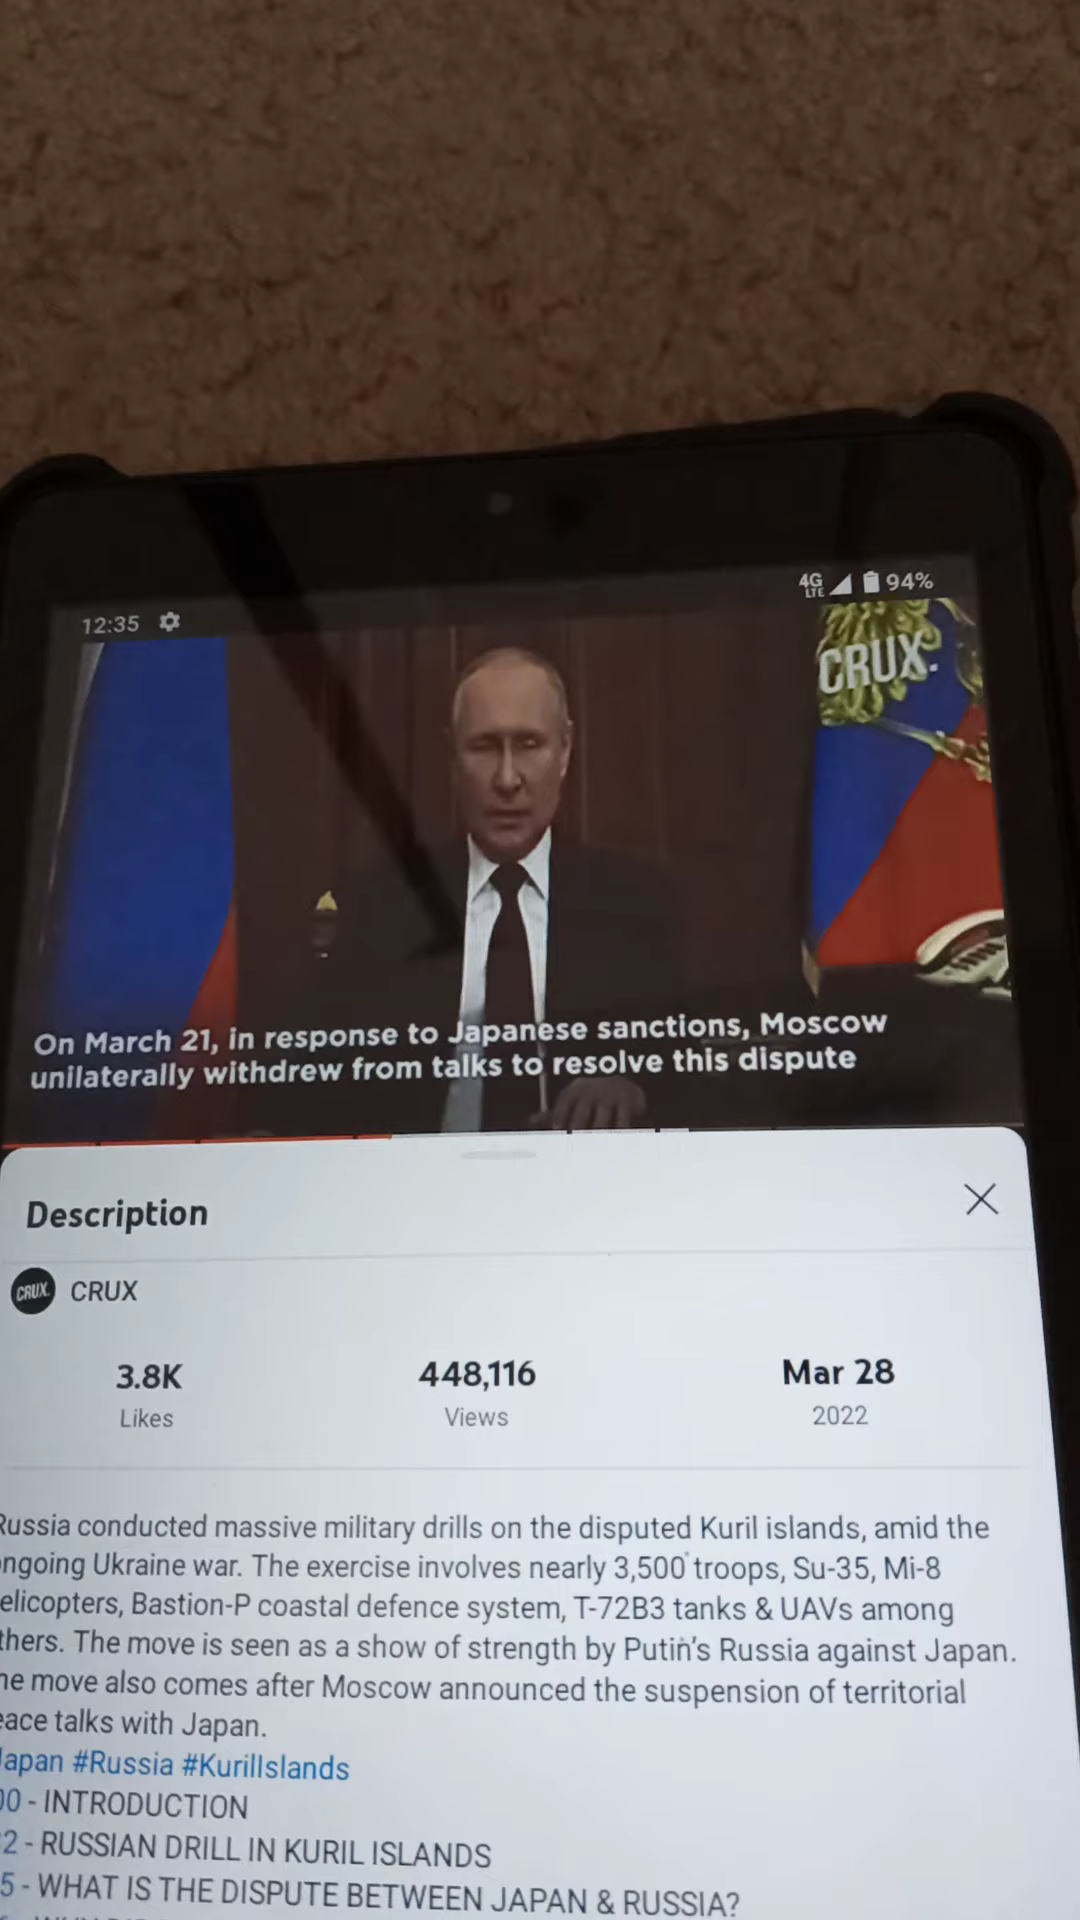 12:35
4G
LTE
94%
CRUX.
On March 21, in response to Japanese sanctions, Moscow
unilaterally withdrew from talks to resolve this dispute
Description
CRUX.
CRUX
3.8K
448,116
Mar 28
Likes
Views
2022
Russia conducted massive military drills on the disputed Kuril islands, amid the
ngoing Ukraine war. The exercise involves nearly 3,500 troops, Su-35, Mi-8
elicopters, Bastion-P coastal defence system, T-72B3 tanks & UAVs among
thers. The move is seen as a show of strength by Putin's Russia against Japan.
he move also comes after Moscow announced the suspension of territorial
eace talks with Japan.
Japan #Russia #KurilIslands
00 - INTRODUCTION
2 - RUSSIAN DRILL IN KURIL ISLANDS
5 - WHAT IS THE DISPUTE BETWEEN JAPAN & RUSSIA?